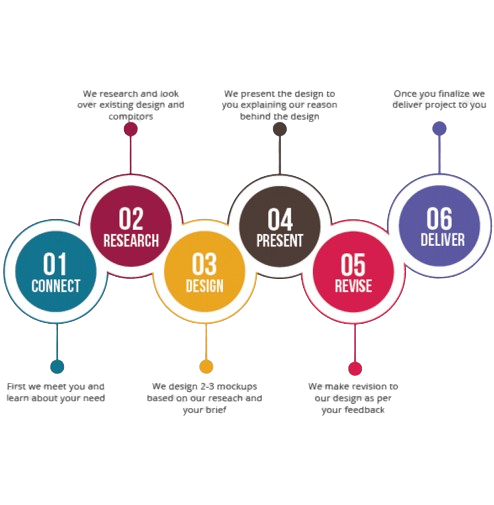 We research and look
over existing design and
compitors
We present the design to
you explaining our reason
behind the design
Once you finalize we
deliver project to you
01
CONNECT
02
RESEARCH
03
DESIGN
04
PRESENT
05
REVISE
06
DELIVER
First we meet you and
learn about your need
We design 2-3 mockups
based on our reseach and
your brief
We make revision to
our design as per
your feedback